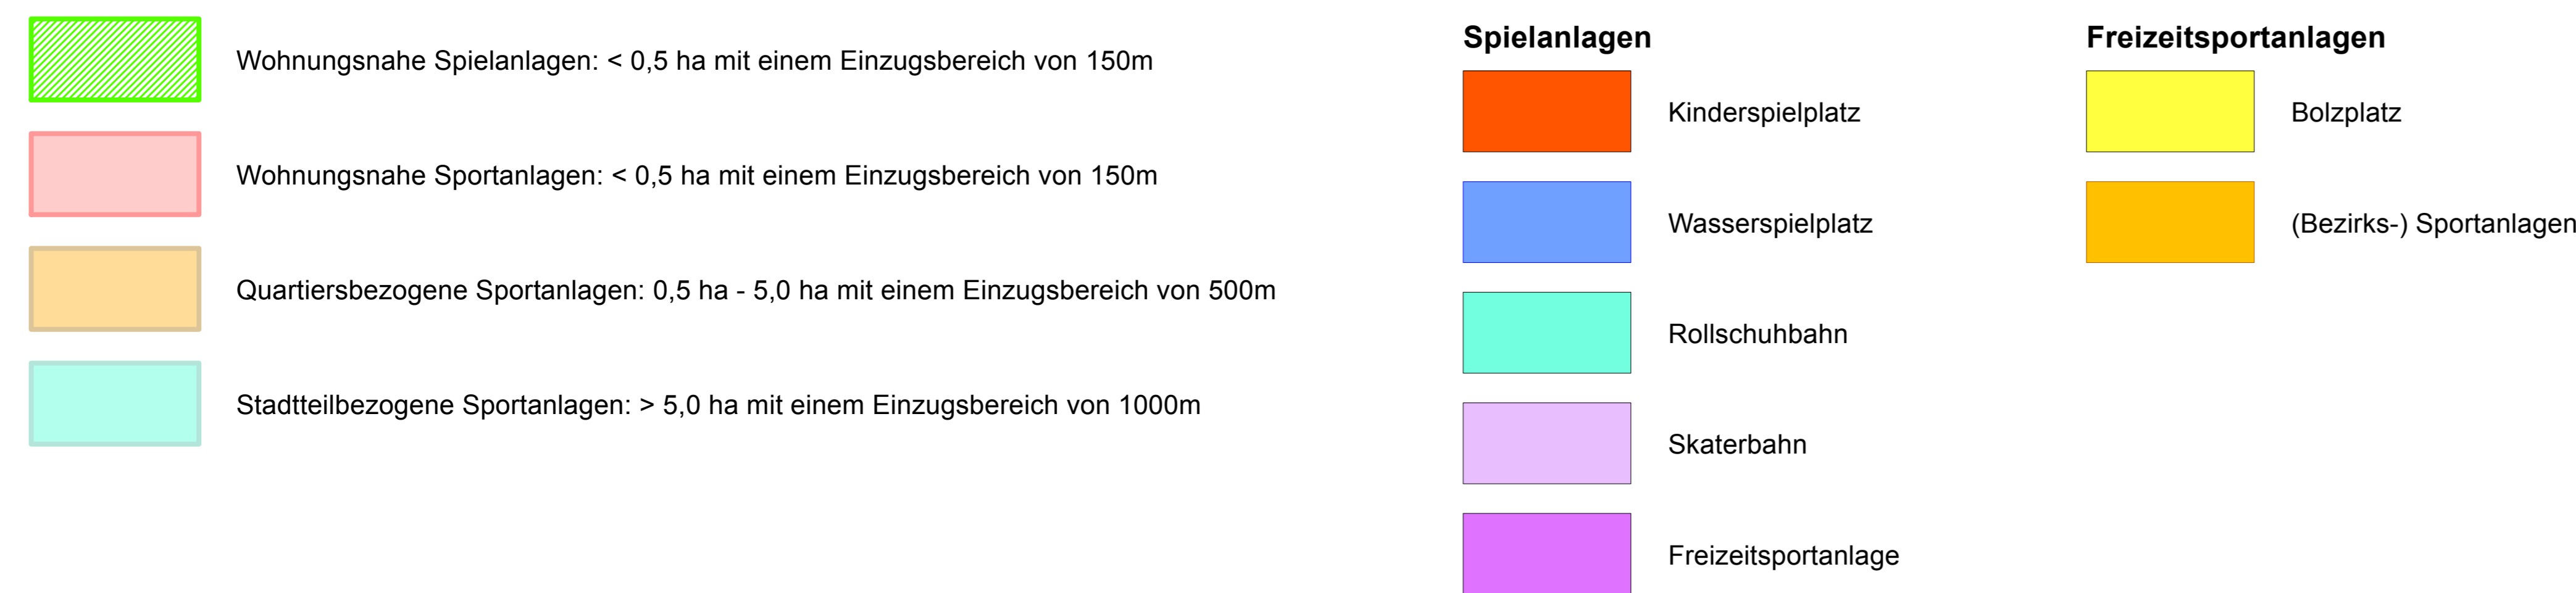 Wohnungsnahe Spielanlagen: < 0,5 ha mit einem Einzugsbereich von 150m
Wohnungsnahe Sportanlagen: < 0,5 ha mit einem Einzugsbereich von 150m
Quartiersbezogene Sportanlagen: 0,5 ha - 5,0 ha mit einem Einzugsbereich von 500m
Stadtteilbezogene Sportanlagen: > 5,0 ha mit einem Einzugsbereich von 1000m
Spielanlagen
Kinderspielplatz
Wasserspielplatz
Rollschuhbahn
Skaterbahn
Freizeitsportanlage
Freizeitsportanlagen
Bolzplatz
(Bezirks-) Sportanlagen